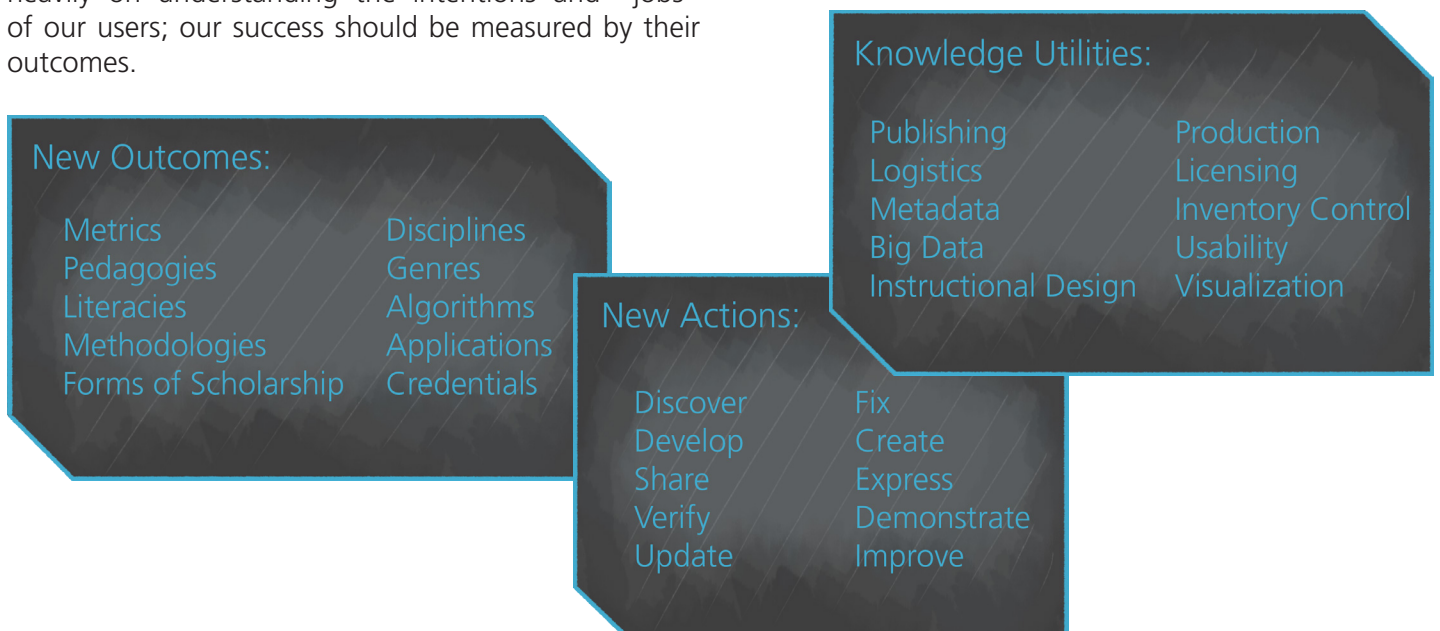 heavily on understanding the intentions and "jobs"
of our users; our success should be measured by their
outcomes.
New Outcomes:
Metrics
Pedagogies
Literacies
Methodologies
Forms of Scholarship
Disciplines
Genres
Algorithms
Applications
Credentials
New Actions:
Discover
Develop
Share
Verify
Update
Fix
Create
Express
Demonstrate
Improve
Knowledge Utilities:
Publishing
Logistics
Metadata
Big Data
Instructional Design
Production
Licensing
Inventory Control
Usability
Visualization